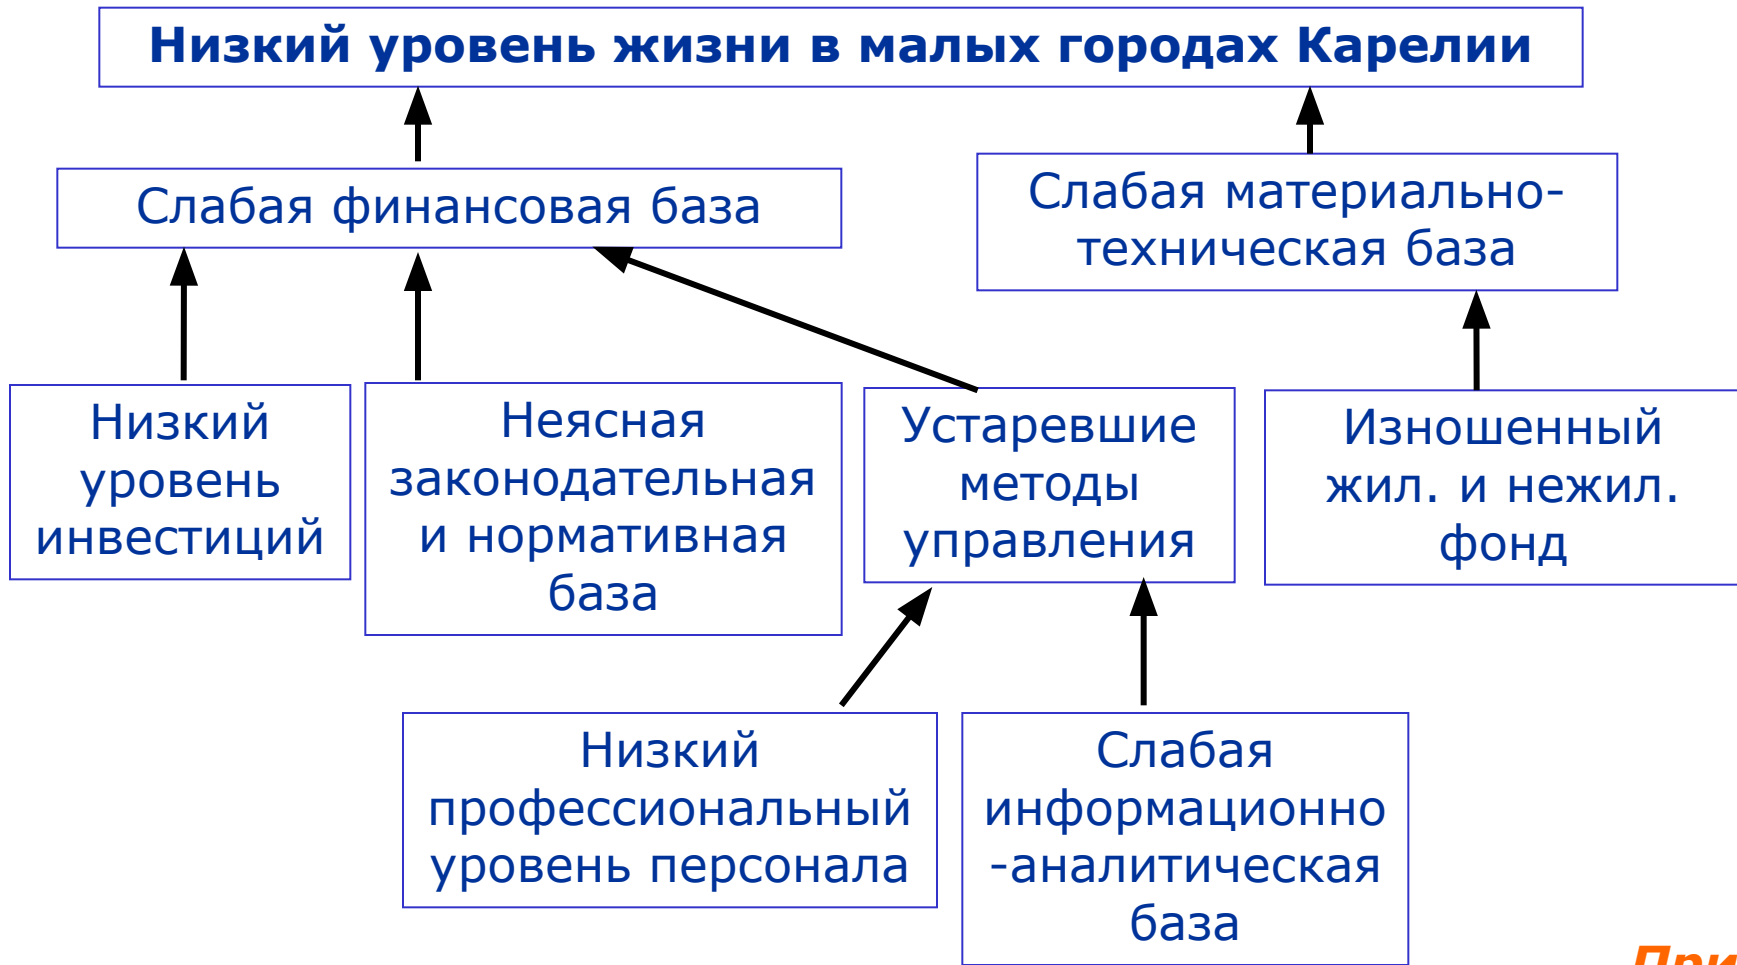 Низкий уровень жизни в малых городах Карелии
Слабая финансовая база
Слабая материально-
техническая база
Низкий
уровень
инвестиций
Неясная
законодательная
и нормативная
база
Устаревшие
методы
управления
Изношенный
жил. и нежил.
фонд
Низкий
профессиональный
уровень персонала
Слабая
информационно
-аналитическая
база